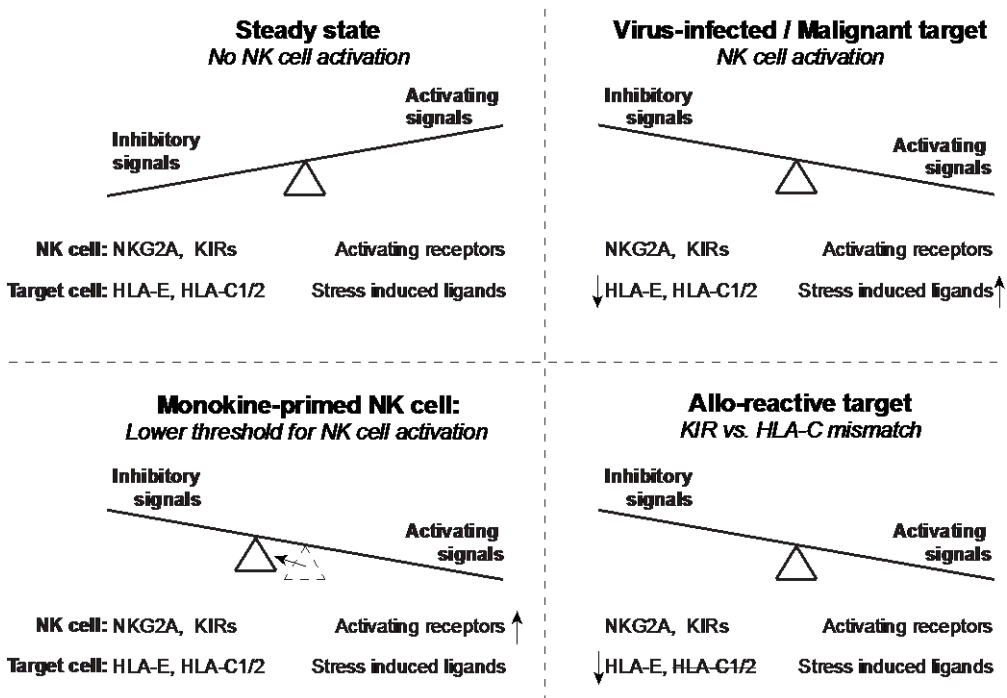 Steady state
No NK cell activation
Activating signals
Inhibitory signals
NK cell: NKG2A, KIRs Activating receptors
Target cell: HLA-E, HLA-C1/2 Stress induced ligands
Virus-infected / Malignant target
NK cell activation
Inhibitory signals
Activating signals
NKG2A, KIRs Activating receptors
↓HLA-E, HLA-C1/2 Stress induced ligands↑
Monokine-primed NK cell:
Lower threshold for NK cell activation
Inhibitory signals
Activating signals
NK cell: NKG2A, KIRs Activating receptors↑
Target cell: HLA-E, HLA-C1/2 Stress induced ligands
Allo-reactive target
KIR vs. HLA-C mismatch
Inhibitory signals
Activating signals
NKG2A, KIRs Activating receptors
↓HLA-E, HLA-C1/2 Stress induced ligands